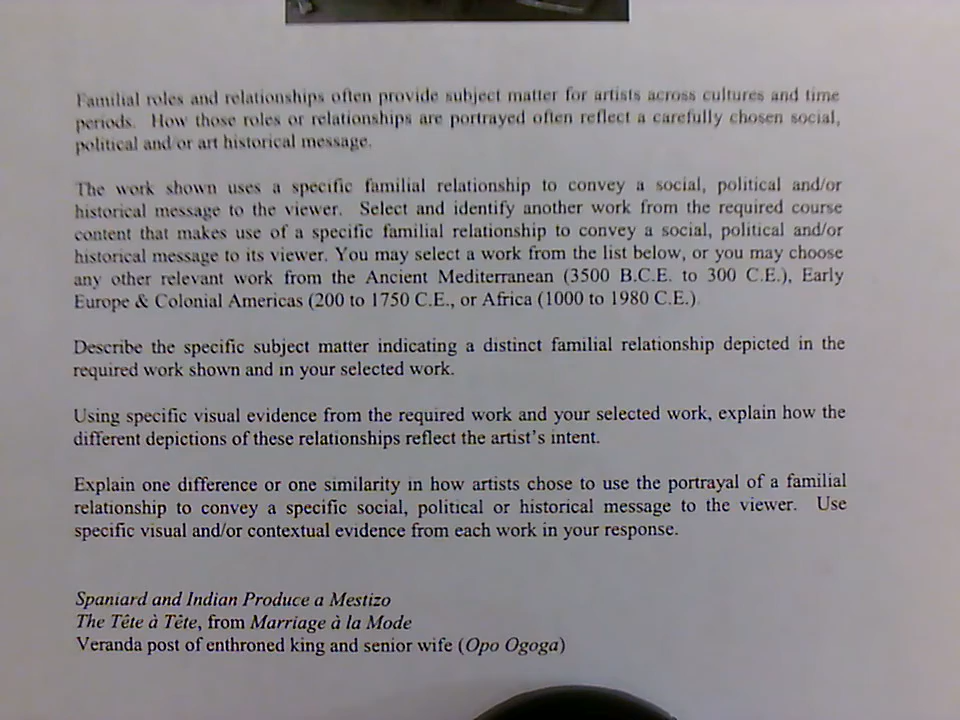 Familial roles and relationships often provide subject matter for artists across cultures and time
periods. How those roles or relationships are portrayed often reflect a carefully chosen social,
political and/or art historical message.
The work shown uses a specific familial relationship to convey a social, political and/or
historical message to the viewer. Select and identify another work from the required course
content that makes use of a specific familial relationship to convey a social, political and/or
historical message to its viewer. You may select a work from the list below, or you may choose
any other relevant work from the Ancient Mediterranean (3500 B.C.E. to 300 C.E.), Early
Europe & Colonial Americas (200 to 1750 C.E., or Africa (1000 to 1980 C.E.).
Describe the specific subject matter indicating a distinct familial relationship depicted in the
required work shown and in your selected work.
Using specific visual evidence from the required work and your selected work, explain how the
different depictions of these relationships reflect the artist's intent.
Explain one difference or one similarity in how artists chose to use the portrayal of a familial
relationship to convey a specific social, political or historical message to the viewer. Use
specific visual and/or contextual evidence from each work in your response.
Spaniard and Indian Produce a Mestizo
The Tête à Tête, from Marriage à la Mode
Veranda post of enthroned king and senior wife (Opo Ogoga)